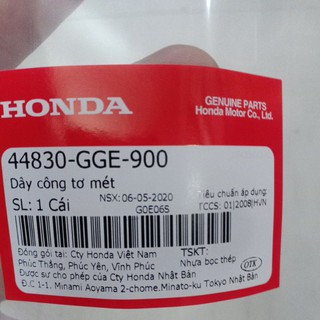 HONDA
GENUINE PARTS
Honda Motor Co., Ltd.
44830-GGE-900
Dây công tơ mét
SL: 1 Cái
NSX: 06-05-2020
G0E06S
Tiêu chuẩn áp dụng:
TCCS: 01|2008|HVN
Đóng gói tại: Cty Honda Việt Nam
Phúc Thắng, Phúc Yên, Vĩnh Phúc
TSKT:
Nhựa bọc thép
OTK
Được sự cho phép của Cty Honda Nhật Bản
Đ.C 1-1. Minami Aoyama 2-chome.Minato-ku Tokyo Nhật Bản